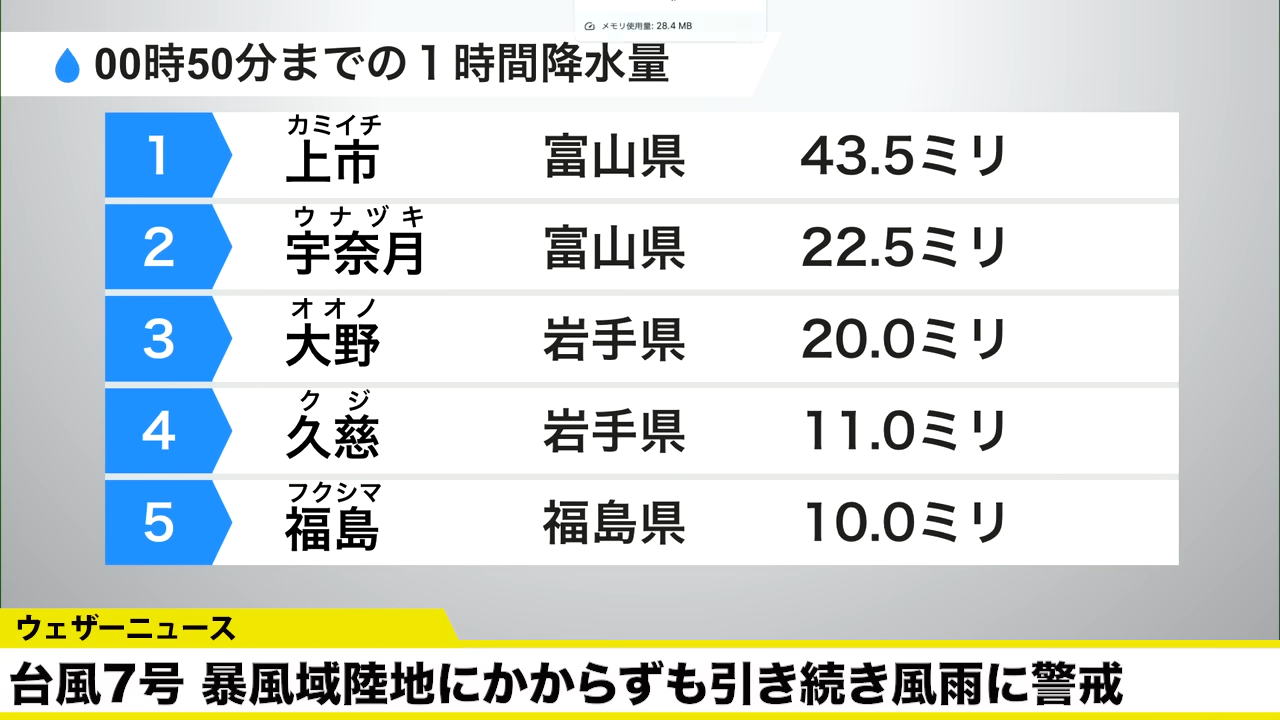 メモリ使用量: 28.4 MB
00時50分までの1時間降水量
カミイチ
1 上市 富山県 43.5ミリ
ウナヅキ
2 宇奈月 富山県 22.5ミリ
オオノ
3 大野 岩手県 20.0ミリ
クジ
4 久慈 岩手県 11.0ミリ
フクシマ
5 福島 福島県 10.0ミリ
ウェザーニュース
台風7号 暴風域陸地にかからずも引き続き風雨に警戒